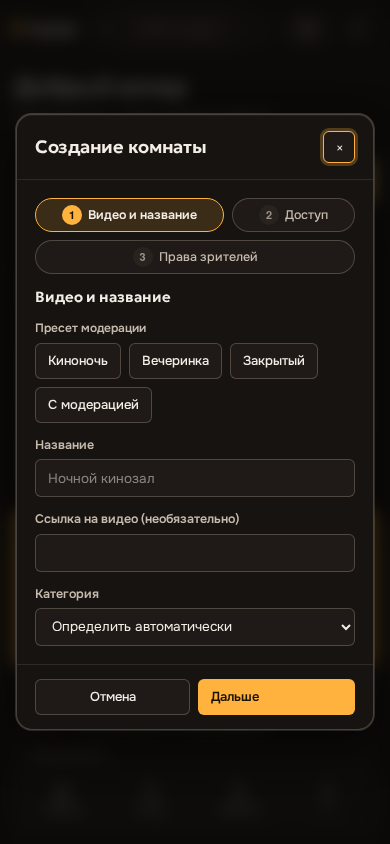 Создание комнаты
×
1 Видео и название
2 Доступ
3 Права зрителей
Видео и название
Пресет модерации
Киноночь Вечеринка Закрытый
С модерацией
Название
Ночной кинозал
Ссылка на видео (необязательно)
Категория
Определить автоматически
Отмена Дальше